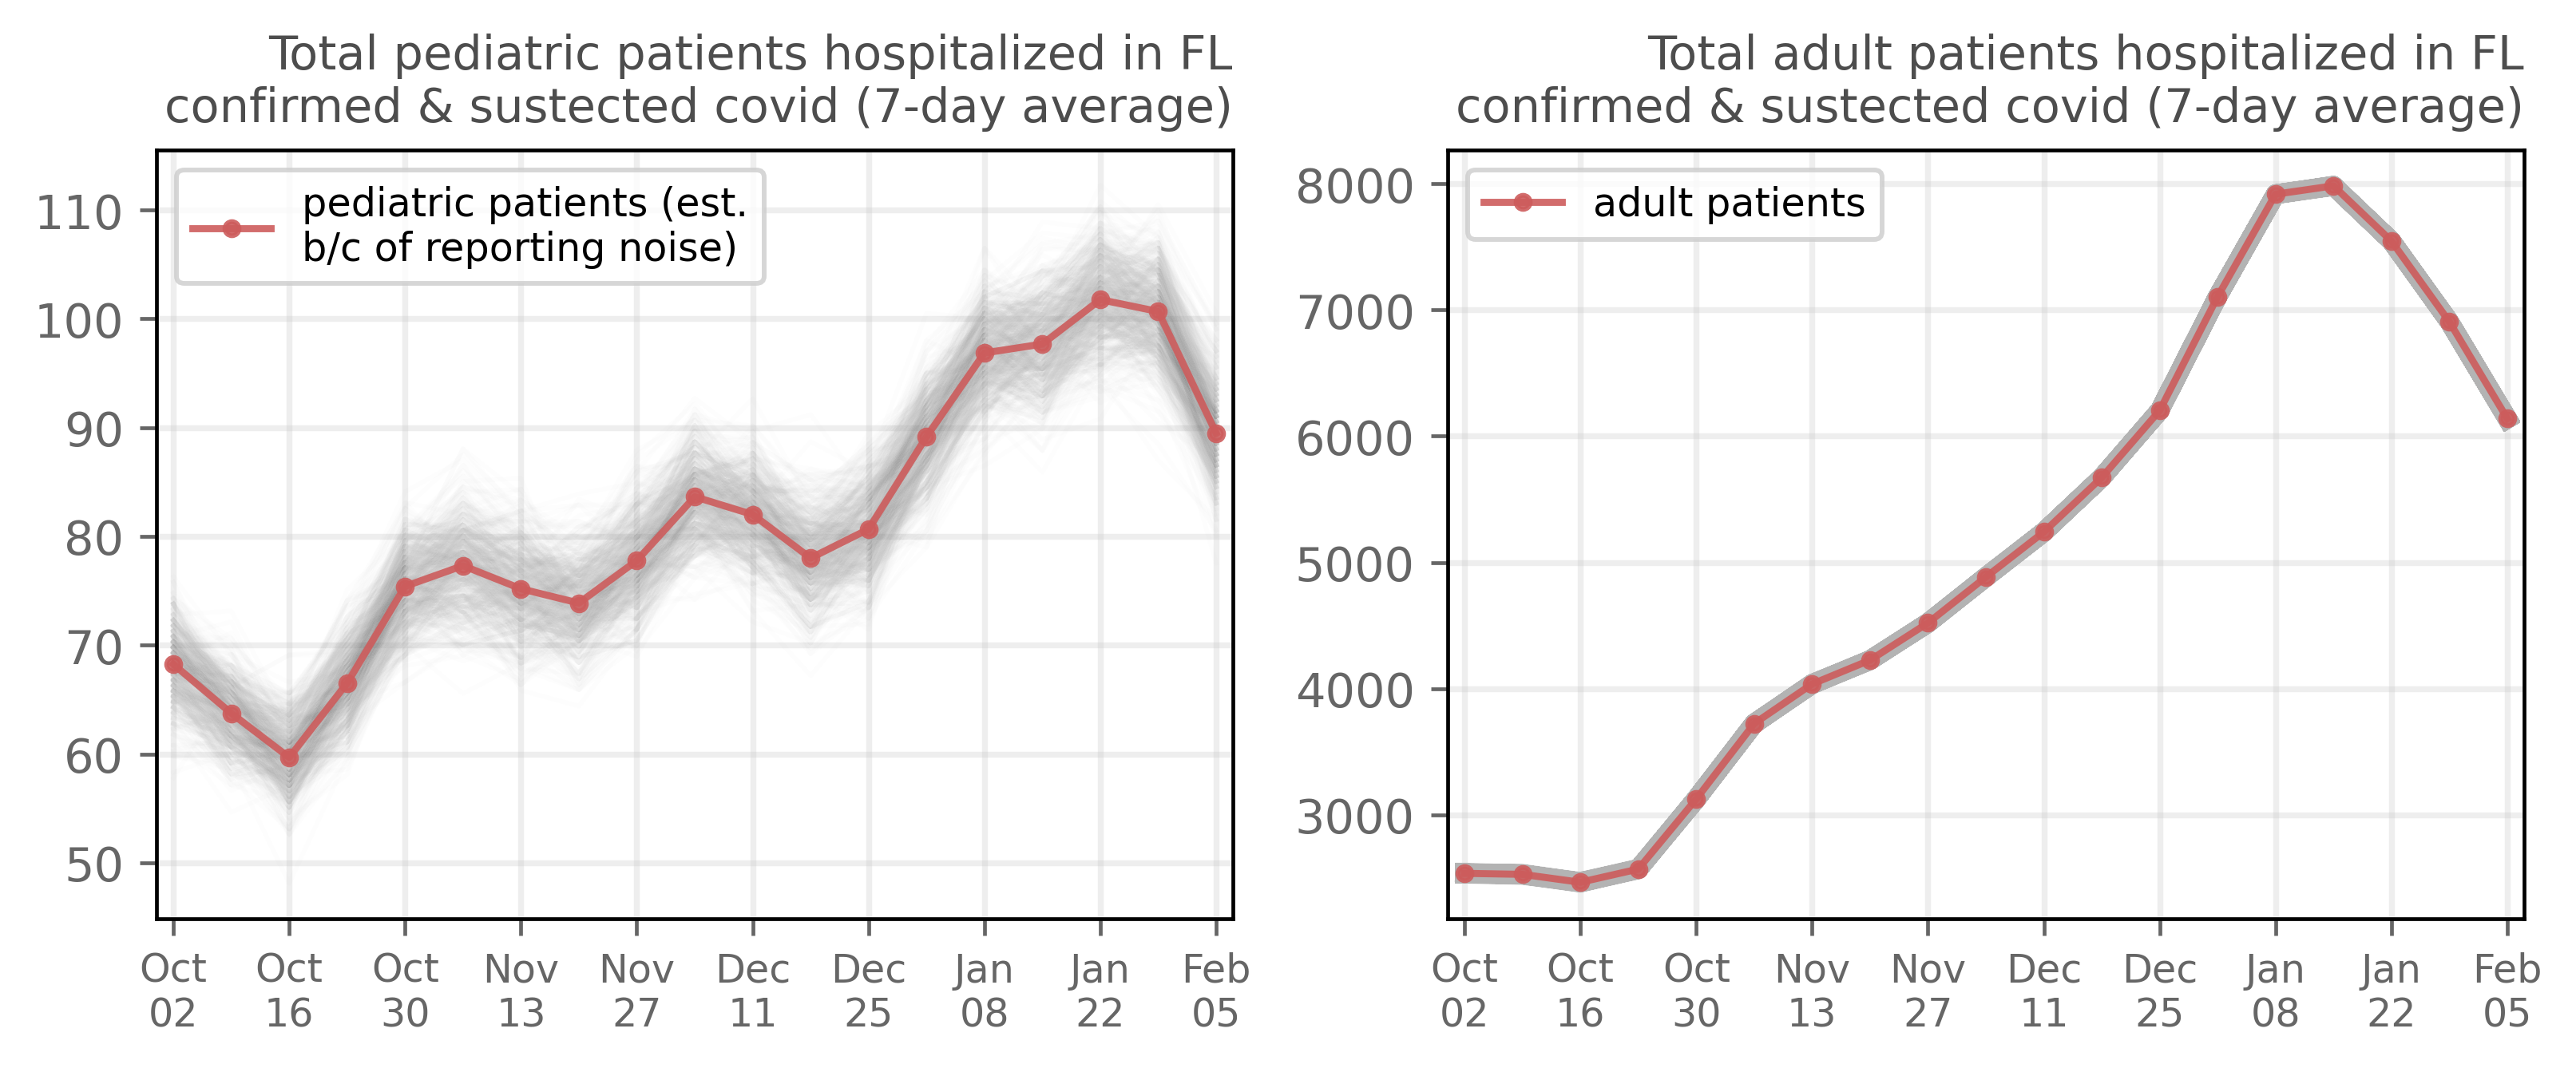 Total pediatric patients hospitalized in FL
confirmed & sustected covid (7-day average)
pediatric patients (est.
b/c of reporting noise)
110
100
90
80
70
60
50
Oct Oct Oct Nov Nov Dec Dec Jan Jan Feb
02 16 30 13 27 11 25 08 22 05
Total adult patients hospitalized in FL
confirmed & sustected covid (7-day average)
adult patients
8000
7000
6000
5000
4000
3000
Oct Oct Oct Nov Nov Dec Dec Jan Jan Feb
02 16 30 13 27 11 25 08 22 05